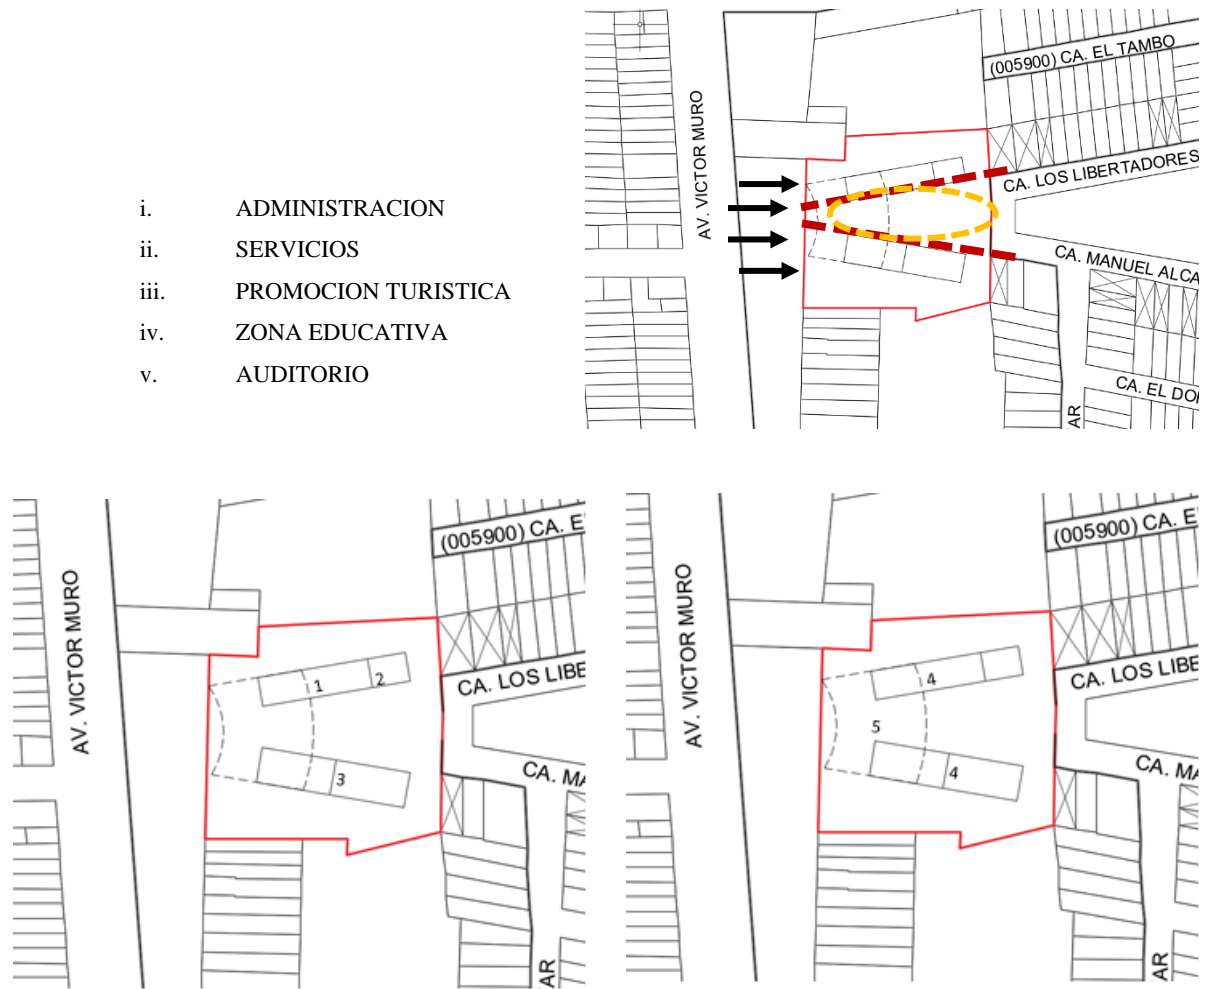 i. ADMINISTRACION
ii. SERVICIOS
iii. PROMOCION TURISTICA
iv. ZONA EDUCATIVA
v. AUDITORIO
AV. VICTOR MURO
(005900) CA. EL TAMBO
CA. LOS LIBERTADORES
CA. MANUEL ALCA
CA. EL DO
AR
(005900) CA. E
AV. VICTOR MURO
1
2
3
CA. LOS LIBE
CA. MA
AR
(005900) CA. E
AV. VICTOR MURO
4
5
4
CA. LOS LIBE
CA. MA
AR